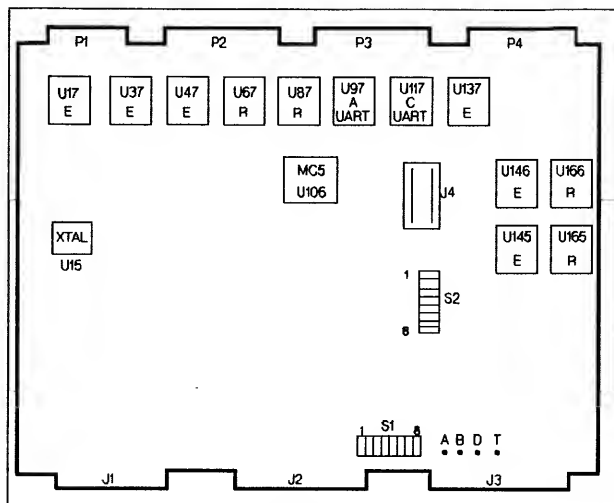 P1 P2 P3 P4
U17 E
U37 E
U47 E
U67 R
U87 R
U97 A UART
U117 C UART
U137 E
MC5 U106
J4
U146 E
U166 R
XTAL U15
U145 E
U165 R
1 S2 8
1 S1 8
A B D T
J1 J2 J3